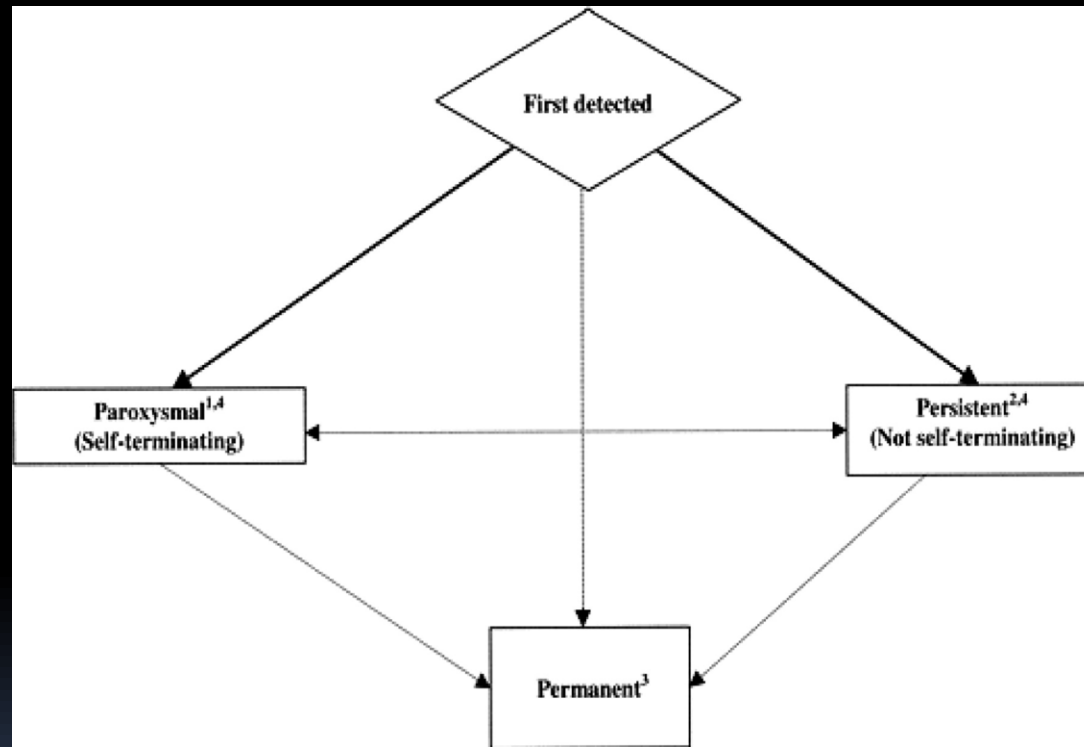 First detected
Paroxysmal1,4
(Self-terminating)
Persistent2,4
(Not self-terminating)
Permanent3